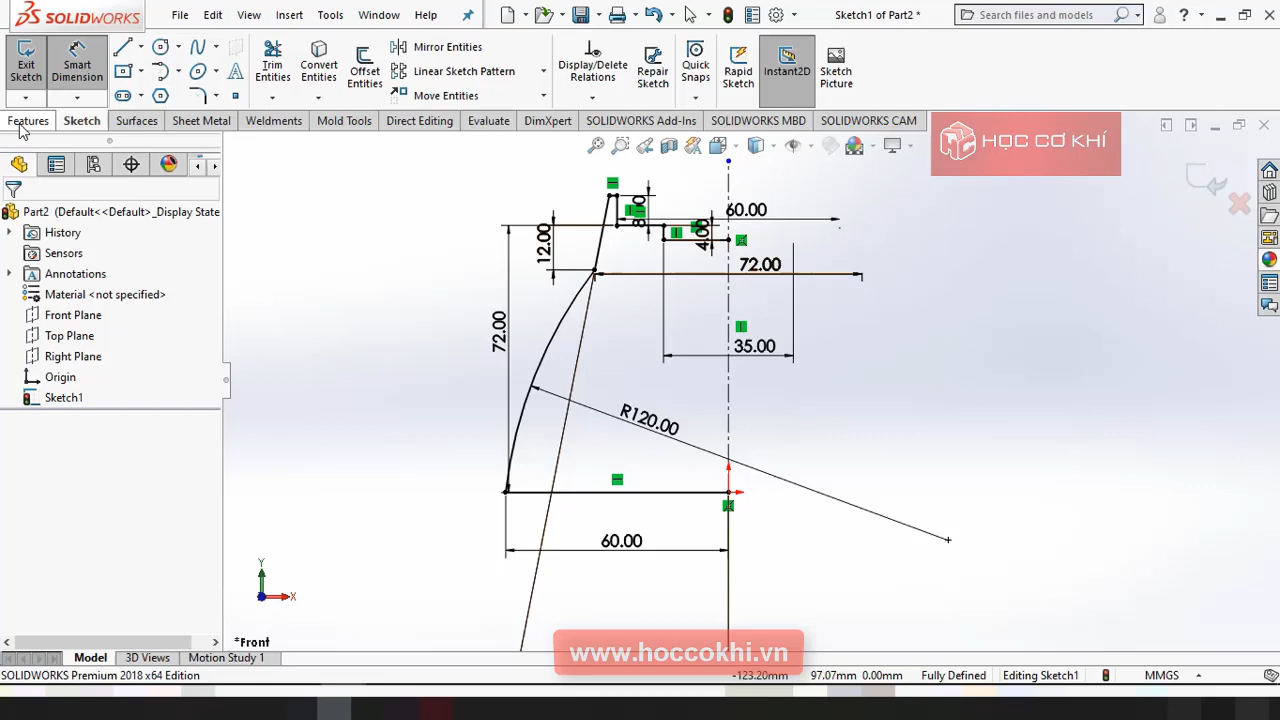 SOLIDWORKS File Edit View Insert Tools Window Help Sketch1 of Part2 * Search files and models ?
Exit Sketch Smart Dimension Trim Entities Convert Entities Offset Entities Mirror Entities Linear Sketch Pattern Move Entities Display/Delete Relations Repair Sketch Quick Snaps Rapid Sketch Instant2D Sketch Picture
Features Sketch Surfaces Sheet Metal Weldments Mold Tools Direct Editing Evaluate DimXpert SOLIDWORKS Add-Ins SOLIDWORKS MBD SOLIDWORKS CAM
HỌC CƠ KHÍ
Part2 (Default<<Default>_Display State
History
Sensors
Annotations
Material <not specified>
Front Plane
Top Plane
Right Plane
Origin
Sketch1
8.00
60.00
12.00
4.00
72.00
72.00
35.00
R120.00
60.00
Y
X
*Front
www.hoccokhi.vn
Model 3D Views Motion Study 1
SOLIDWORKS Premium 2018 x64 Edition -123.20mm 97.07mm 0.00mm Fully Defined Editing Sketch1 MMGS